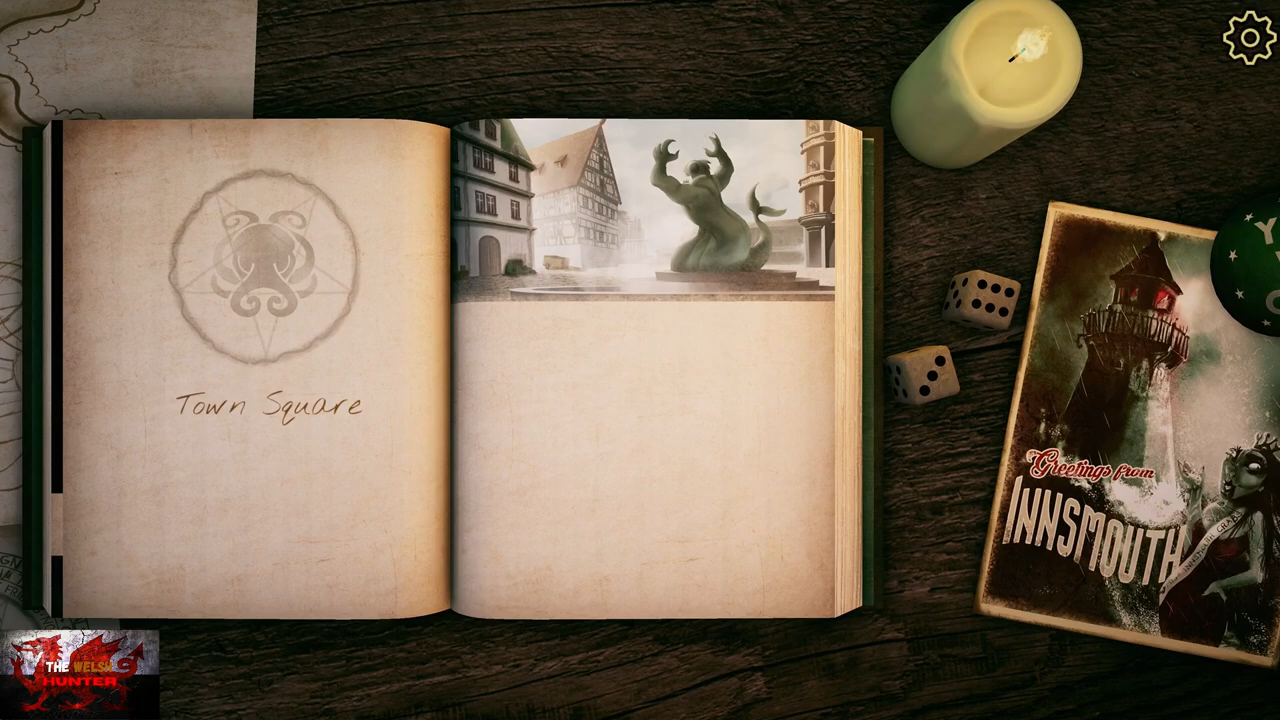 Town Square
Greetings from
INNSMOUTH
THE WELSH
HUNTER